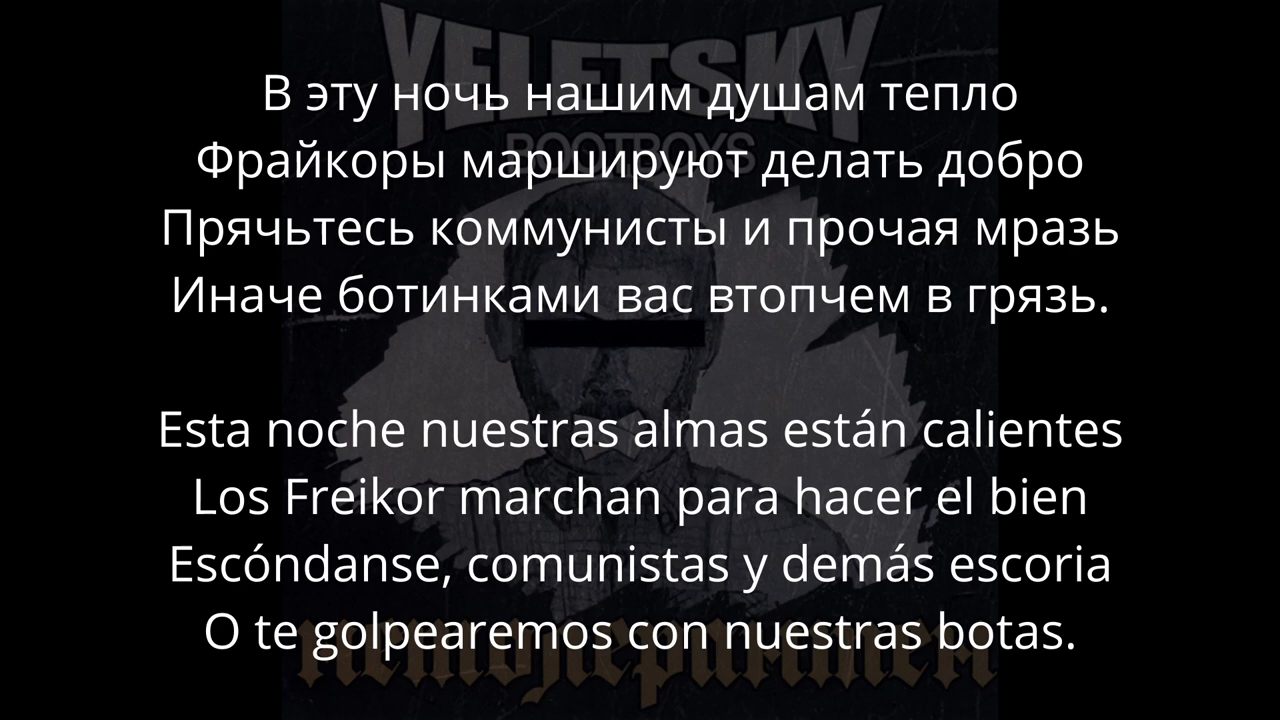 YELETSKY
BOOTBOYS
В эту ночь нашим душам тепло
Фрайкоры маршируют делать добро
Прячьтесь коммунисты и прочая мразь
Иначе ботинками вас втопчем в грязь.
Esta noche nuestras almas están calientes
Los Freikor marchan para hacer el bien
Escóndanse, comunistas y demás escoria
O te golpearemos con nuestras botas.